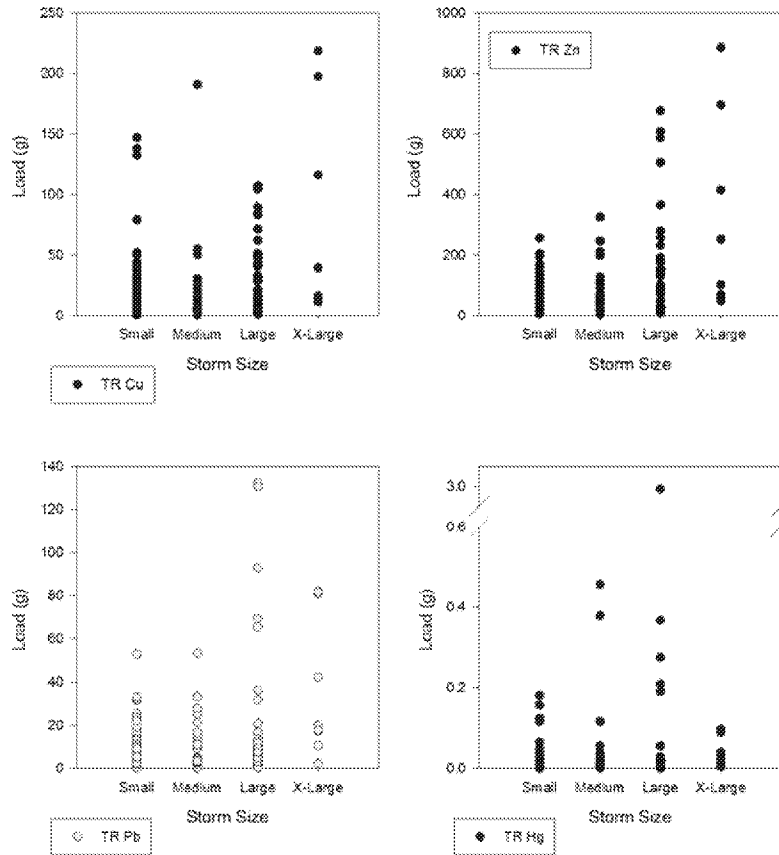 250
200
150
100
50
0
Load (g)
Small Medium Large X-Large
Storm Size
TR Cu
1000
800
600
400
200
0
Load (g)
TR Zn
Small Medium Large X-Large
Storm Size
140
120
100
80
60
40
20
0
Load (g)
Small Medium Large X-Large
Storm Size
TR Pb
3.0
0.6
0.4
0.2
0.0
Load (g)
Small Medium Large X-Large
Storm Size
TR Hg